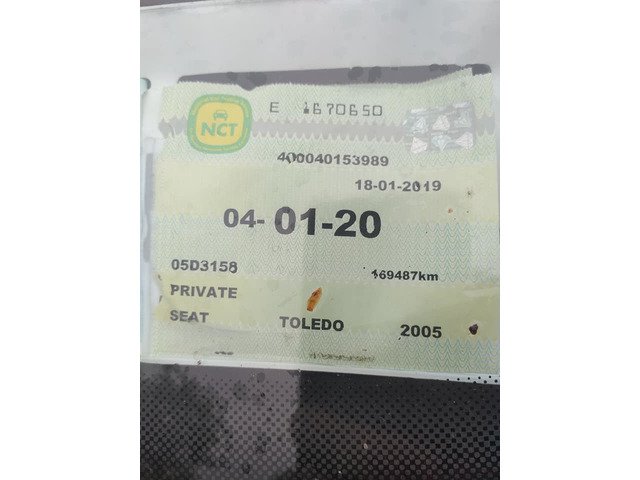 NCT
E 1670650
400040153989
18-01-2019
04-01-20
05D3158 169487km
PRIVATE
SEAT TOLEDO 2005